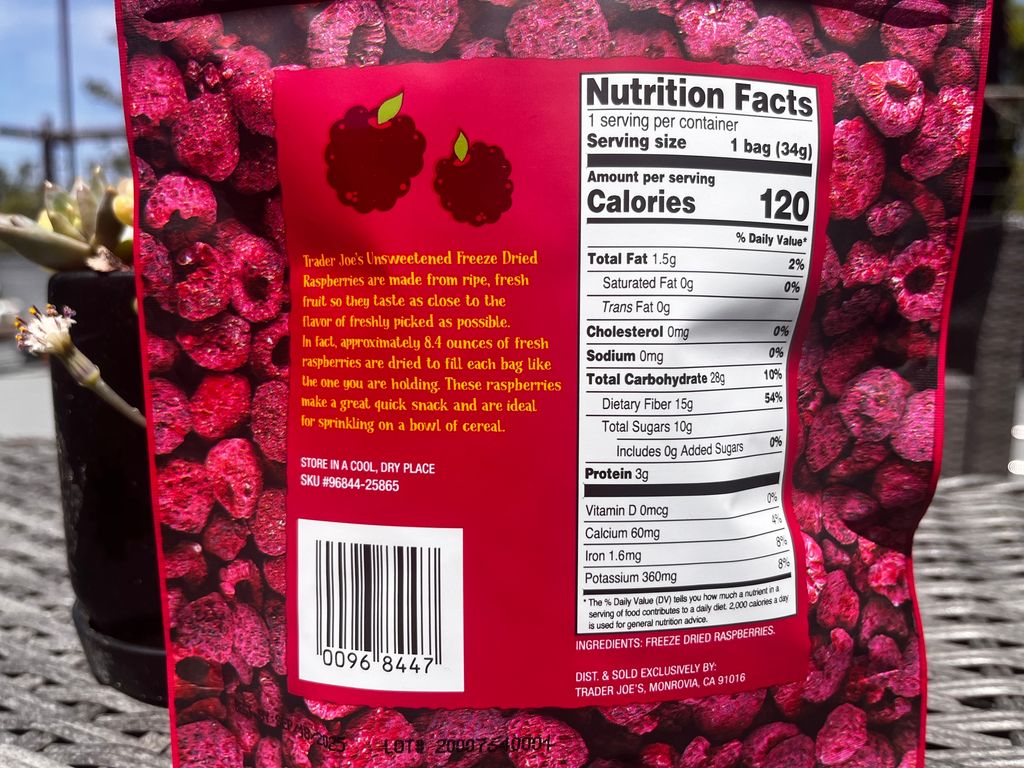 Trader Joe's Unsweetened Freeze Dried
Raspberries are made from ripe, fresh
fruit so they taste as close to the
flavor of freshly picked as possible.
In fact, approximately 8.4 ounces of fresh
raspberries are dried to fill each bag like
the one you are holding. These raspberries
make a great quick snack and are ideal
for sprinkling on a bowl of cereal.
STORE IN A COOL, DRY PLACE
SKU #96844-25865
0096 8447
Nutrition Facts
1 serving per container
Serving size 1 bag (34g)
Amount per serving
Calories 120
% Daily Value*
Total Fat 1.5g 2%
Saturated Fat 0g 0%
Trans Fat 0g
Cholesterol 0mg 0%
Sodium 0mg 0%
Total Carbohydrate 28g 10%
Dietary Fiber 15g 54%
Total Sugars 10g
Includes 0g Added Sugars 0%
Protein 3g
Vitamin D 0mcg 0%
Calcium 60mg 4%
Iron 1.6mg 8%
Potassium 360mg 8%
* The % Daily Value (DV) tells you how much a nutrient in a
serving of food contributes to a daily diet. 2,000 calories a day
is used for general nutrition advice.
INGREDIENTS: FREEZE DRIED RASPBERRIES.
DIST. & SOLD EXCLUSIVELY BY:
TRADER JOE'S, MONROVIA, CA 91016
2025 LOT#